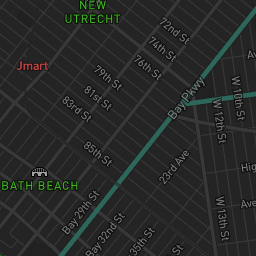 NEW
UTRECHT
72nd St
74th St
76th St
Jmart
79th St
81st St
83rd St
Bay Pkwy
W 10th St
W 12th St
85th St
23rd Ave
BATH BEACH
Bay 29th St
W 13th St
Bay 32nd St
35th St